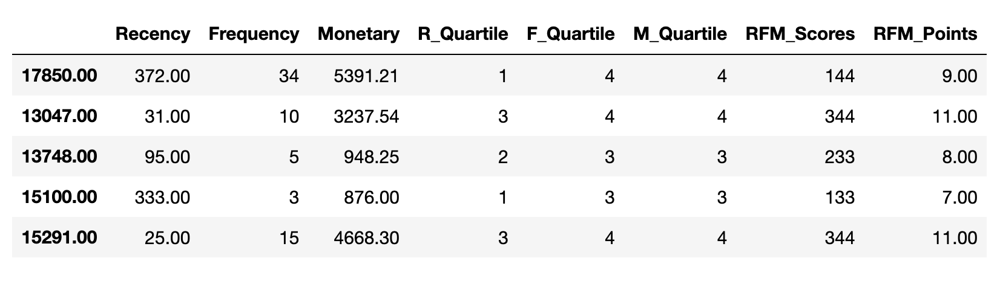 Recency Frequency Monetary R_Quartile F_Quartile M_Quartile RFM_Scores RFM_Points
17850.00 372.00 34 5391.21 1 4 4 144 9.00
13047.00 31.00 10 3237.54 3 4 4 344 11.00
13748.00 95.00 5 948.25 2 3 3 233 8.00
15100.00 333.00 3 876.00 1 3 3 133 7.00
15291.00 25.00 15 4668.30 3 4 4 344 11.00